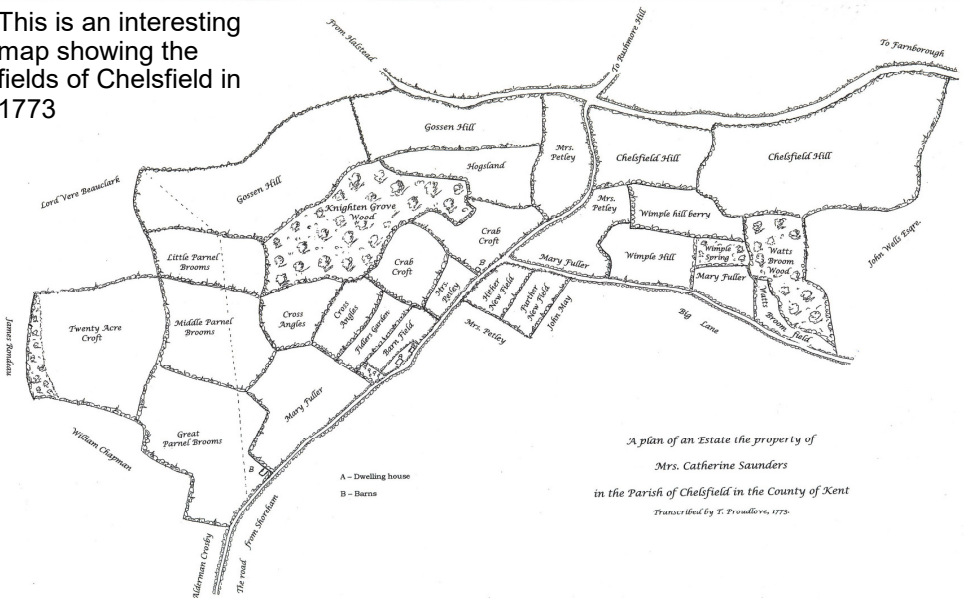 This is an interesting
map showing the
fields of Chelsfield in
1773
From Halstead
To Rushmore Hill
To Farnborough
Gossen Hill
Mrs.
Petley
Chelsfield Hill
Chelsfield Hill
Hogsland
Lord Vere Beauclark
Gossen Hill
Knighten Grove
Wood
Mrs.
Petley
Wimple hill berry
Crab
Croft
John Wells Esqre.
Little Parnel
Brooms
Crab
Croft
Mary Fuller
Wimple Hill
Wimple
Spring
Watts
Broom
Wood
Mary Fuller
B
Mrs.
Petley
Hither
New Field
Further
New Field
John May
Watts Broom field
Mrs. Petley
Big Lane
James Rondeau
Twenty Acre
Croft
Middle Parnel
Brooms
Cross
Angles
Cross
Angles
Fullers Garden
Barn Field
Mary Fuller
William Chapman
Great
Parnel Brooms
B
A – Dwelling house
B – Barns
Alderman Crosby
The road from Shoreham
A plan of an Estate the property of
Mrs. Catherine Saunders
in the Parish of Chelsfield in the County of Kent
Transcribed by T. Proudlove, 1773.